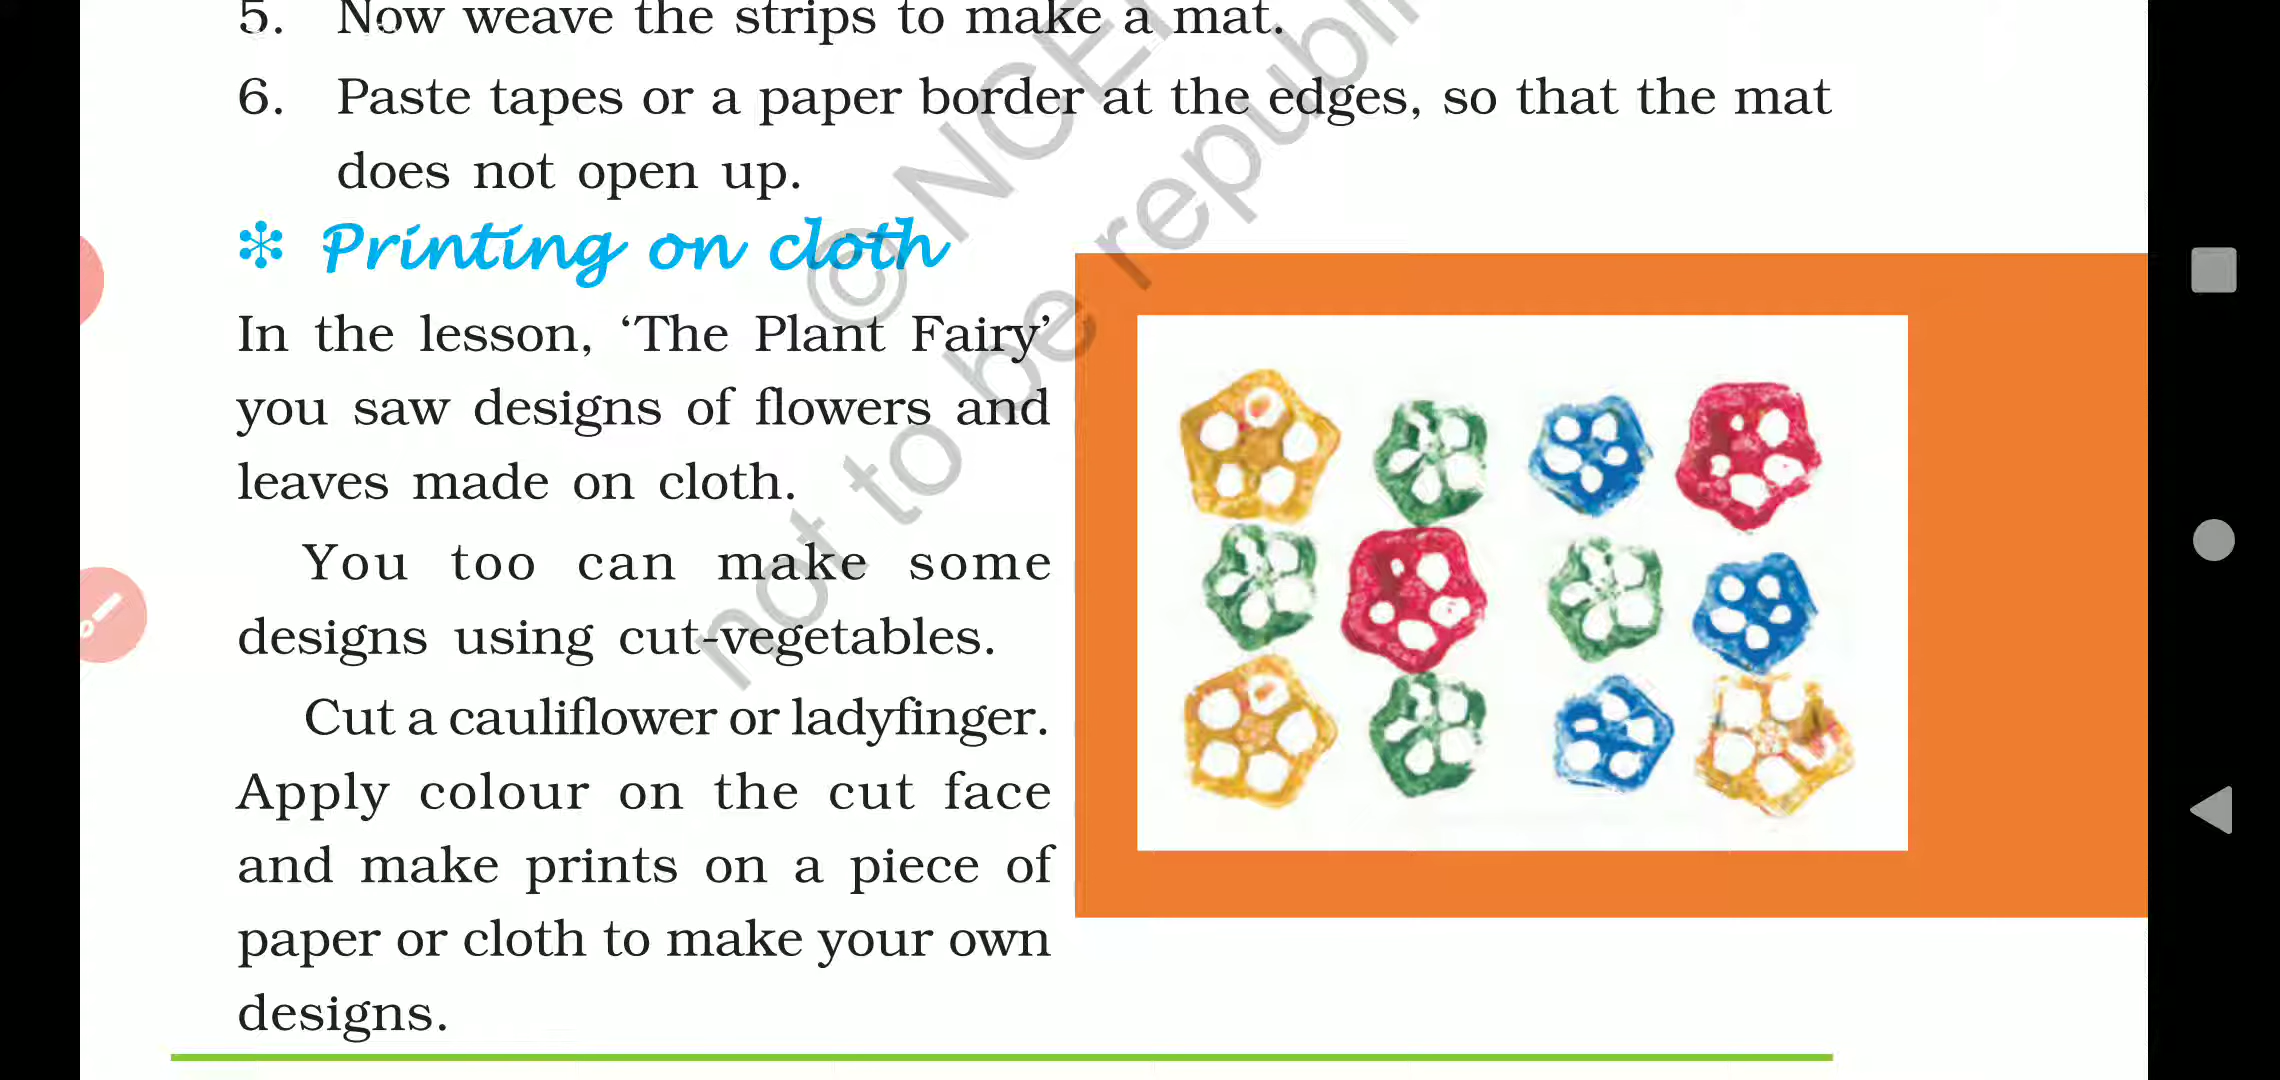 5. Now weave the strips to make a mat.
6. Paste tapes or a paper border at the edges, so that the mat
does not open up.
Printing on cloth
In the lesson, ‘The Plant Fairy’
you saw designs of flowers and
leaves made on cloth.
You too can make some
designs using cut-vegetables.
Cut a cauliflower or ladyfinger.
Apply colour on the cut face
and make prints on a piece of
paper or cloth to make your own
designs.
© NCE
not to be republi